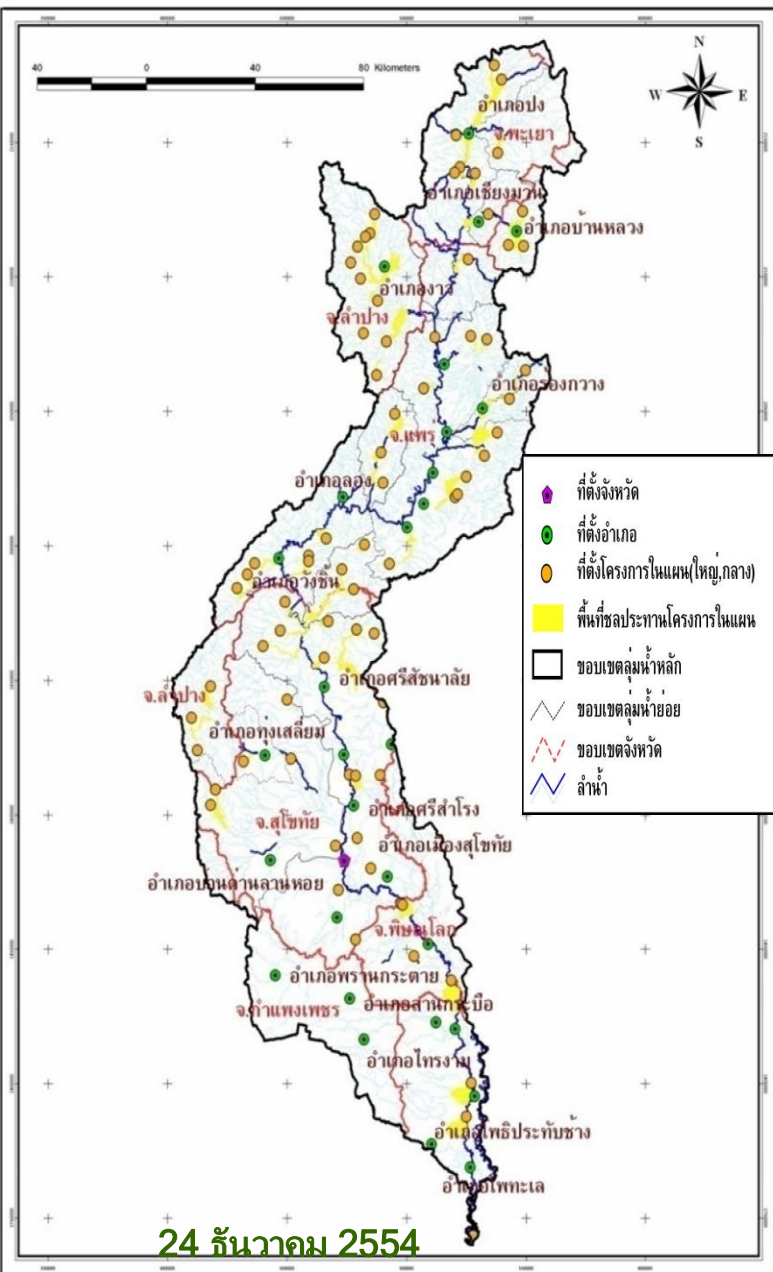 40 0 40 80 Kilometers
N
W E
S
อำเภอปง
จ.พะเยา
อำเภอเชียงม่วน
อำเภอบ้านหลวง
อำเภองาว
จ.ลำปาง
อำเภอร้องกวาง
จ.แพร่
อำเภอลอง
อำเภอวังชิ้น
อำเภอศรีสัชนาลัย
จ.ลำปาง
อำเภอทุ่งเสลี่ยม
อำเภอศรีสำโรง
จ.สุโขทัย
อำเภอเมืองสุโขทัย
อำเภอบ้านด่านลานหอย
จ.พิษณุโลก
อำเภอพรานกระต่าย
อำเภอลานกระบือ
จ.กำแพงเพชร
อำเภอไทรงาม
อำเภอโพธิประทับช้าง
อำเภอโพทะเล
ที่ตั้งจังหวัด
ที่ตั้งอำเภอ
ที่ตั้งโครงการในแผน(ใหญ่,กลาง)
พื้นที่ชลประทานโครงการในแผน
ขอบเขตลุ่มน้ำหลัก
ขอบเขตลุ่มน้ำย่อย
ขอบเขตจังหวัด
ลำน้ำ
24 ธันวาคม 2554